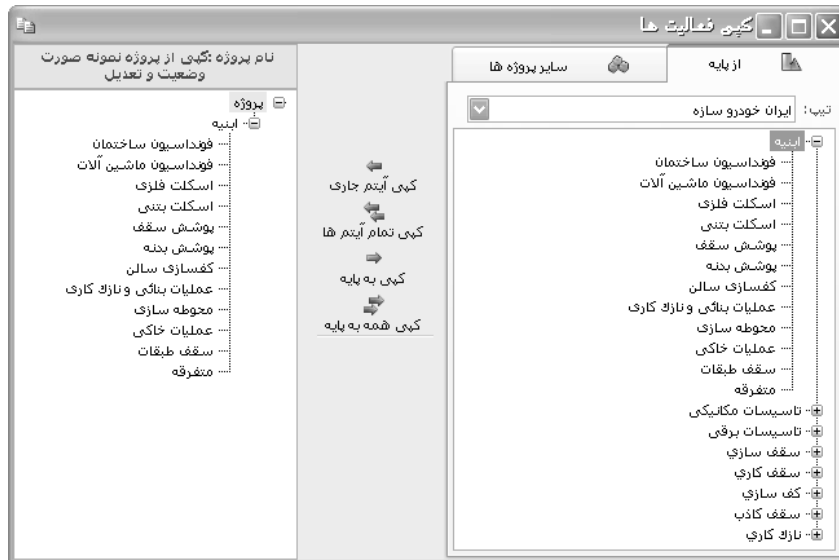 کپی فعالیت ها
از پایه
سایر پروژه ها
تیپ: ایران خودرو سازه
ابنیه
فونداسیون ساختمان
فونداسیون ماشین آلات
اسکلت فلزی
اسکلت بتنی
پوشش سقف
پوشش بدنه
کفسازی سالن
عملیات بنائی و نازك کاری
محوطه سازی
عملیات خاکی
سقف طبقات
متفرقه
تاسیسات مکانیکی
تاسیسات برقی
سقف سازي
سقف کاري
کف سازي
سقف کاذب
نازك کاري
کپی آیتم جاری
کپی تمام آیتم ها
کپی به پایه
کپی همه به پایه
نام پروژه :کپی از پروژه نمونه صورت
وضعیت و تعدیل
پروژه
ابنیه
فونداسیون ساختمان
فونداسیون ماشین آلات
اسکلت فلزی
اسکلت بتنی
پوشش سقف
پوشش بدنه
کفسازی سالن
عملیات بنائی و نازك کاری
محوطه سازی
عملیات خاکی
سقف طبقات
متفرقه